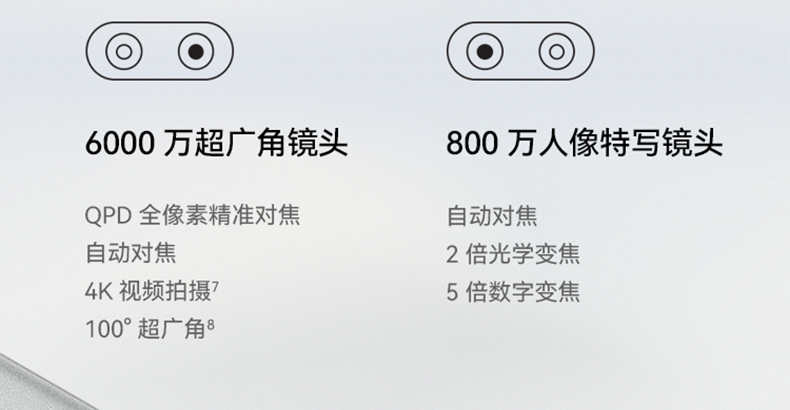 6000 万超广角镜头
QPD 全像素精准对焦
自动对焦
4K 视频拍摄⁷
100° 超广角⁸
800 万人像特写镜头
自动对焦
2 倍光学变焦
5 倍数字变焦